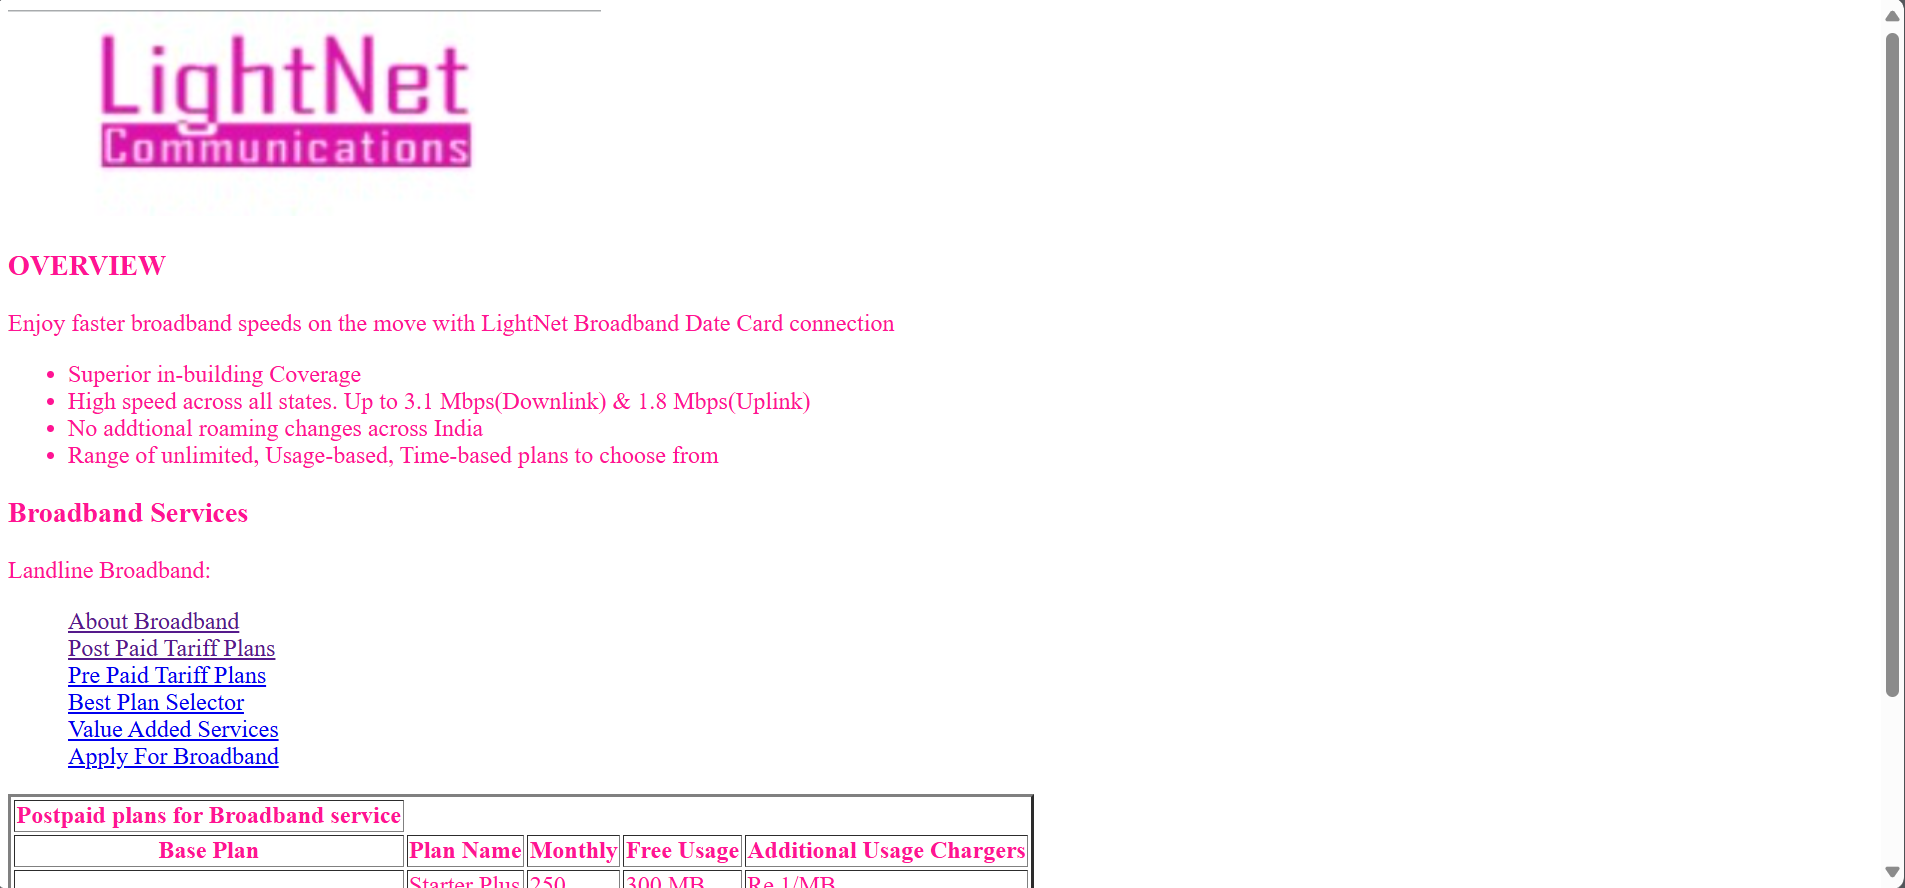 LightNet
Communications
OVERVIEW
Enjoy faster broadband speeds on the move with LightNet Broadband Date Card connection
Superior in-building Coverage
High speed across all states. Up to 3.1 Mbps(Downlink) & 1.8 Mbps(Uplink)
No addtional roaming changes across India
Range of unlimited, Usage-based, Time-based plans to choose from
Broadband Services
Landline Broadband:
About Broadband
Post Paid Tariff Plans
Pre Paid Tariff Plans
Best Plan Selector
Value Added Services
Apply For Broadband
Postpaid plans for Broadband service
Base Plan Plan Name Monthly Free Usage Additional Usage Chargers
Starter Plus 250 300 MB Re 1/MB